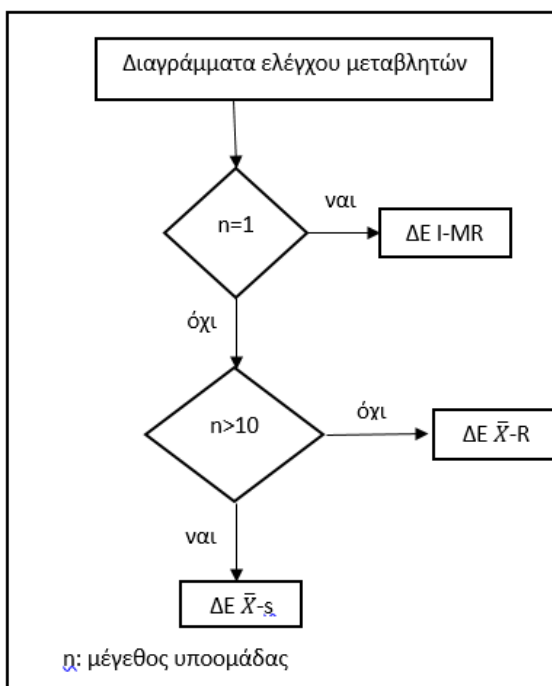 Διαγράμματα ελέγχου μεταβλητών
n=1
ναι
ΔΕ I-MR
όχι
n>10
όχι
ΔΕ X̄-R
ναι
ΔΕ X̄-s
n: μέγεθος υποομάδας